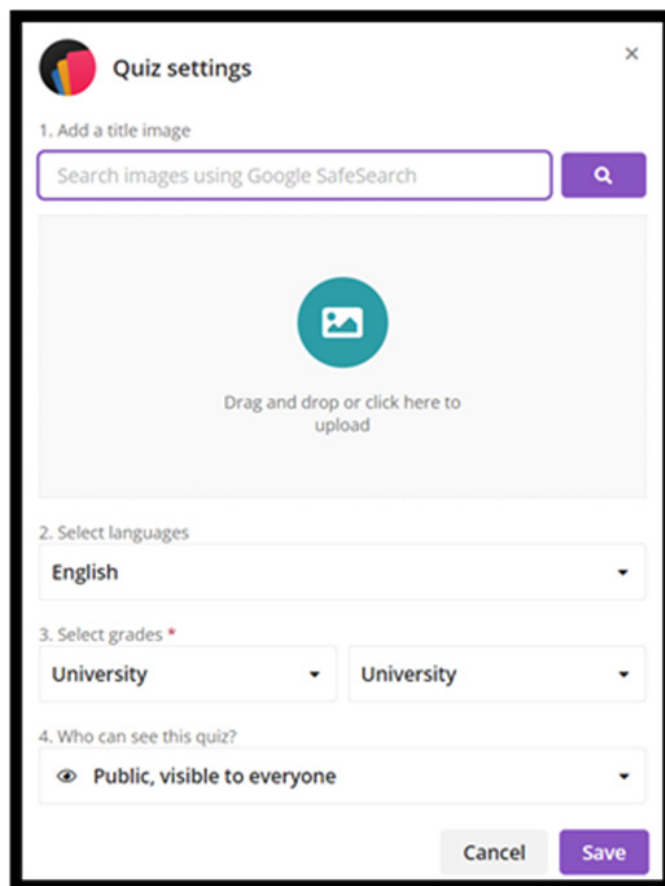 Quiz settings
1. Add a title image
Search images using Google SafeSearch
Drag and drop or click here to
upload
2. Select languages
English
3. Select grades *
University University
4. Who can see this quiz?
Public, visible to everyone
Cancel Save